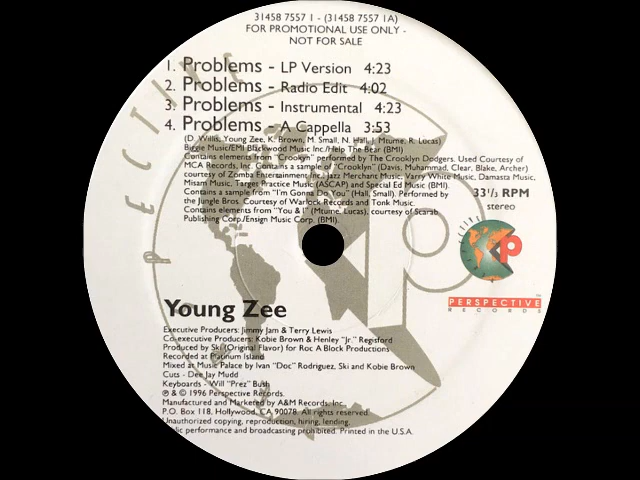 31458 7557 1 - (31458 7557 1A)
FOR PROMOTIONAL USE ONLY -
NOT FOR SALE
1. Problems - LP Version 4:23
2. Problems - Radio Edit 4:02
3. Problems - Instrumental 4:23
4. Problems - A Cappella 3:53
(D. Willis, Young Zee, K. Brown, M. Small, N. Hall, J. Mtume, R. Lucas)
Biggie Music/EMI Blackwood Music Inc./Help The Bear (BMI)
Contains elements from "Crooklyn" performed by The Crooklyn Dodgers. Used Courtesy of
MCA Records, Inc. Contains a sample of "Crooklyn" (Davis, Muhammad, Clear, Blake, Archer)
courtesy of Zomba Entertainment (o/b/o Jazz Merchant Music, Varry White Music, Damasta Music,
Misam Music, Target Practice Music (ASCAP) and Special Ed Music (BMI).
Contains a sample from "I'm Gonna Do You" (Hall, Small). Performed by
the Jungle Bros. Courtesy of Warlock Records and Tonk Music.
Contains elements from "You & I" (Mtume, Lucas), courtesy of Scarab
Publishing Corp./Ensign Music Corp. (BMI).
33 1/3 RPM
stereo
PERSPECTIVE
P
PERSPECTIVE
RECORDS
Young Zee
Executive Producers: Jimmy Jam & Terry Lewis
Co-executive Producers: Kobie Brown & Henley "Jr." Regisford
Produced by Ski (Original Flavor) for Roc A Block Productions
Recorded at Platinum Island
Mixed at Music Palace by Ivan "Doc" Rodriguez, Ski and Kobie Brown
Cuts - Dee Jay Mudd
Keyboards - Will "Prez" Bush
℗ & © 1996 Perspective Records.
Manufactured and Marketed by A&M Records, Inc.
P.O. Box 118, Hollywood, CA 90078. All rights reserved.
Unauthorized copying, reproduction, hiring, lending,
public performance and broadcasting prohibited. Printed in the U.S.A.